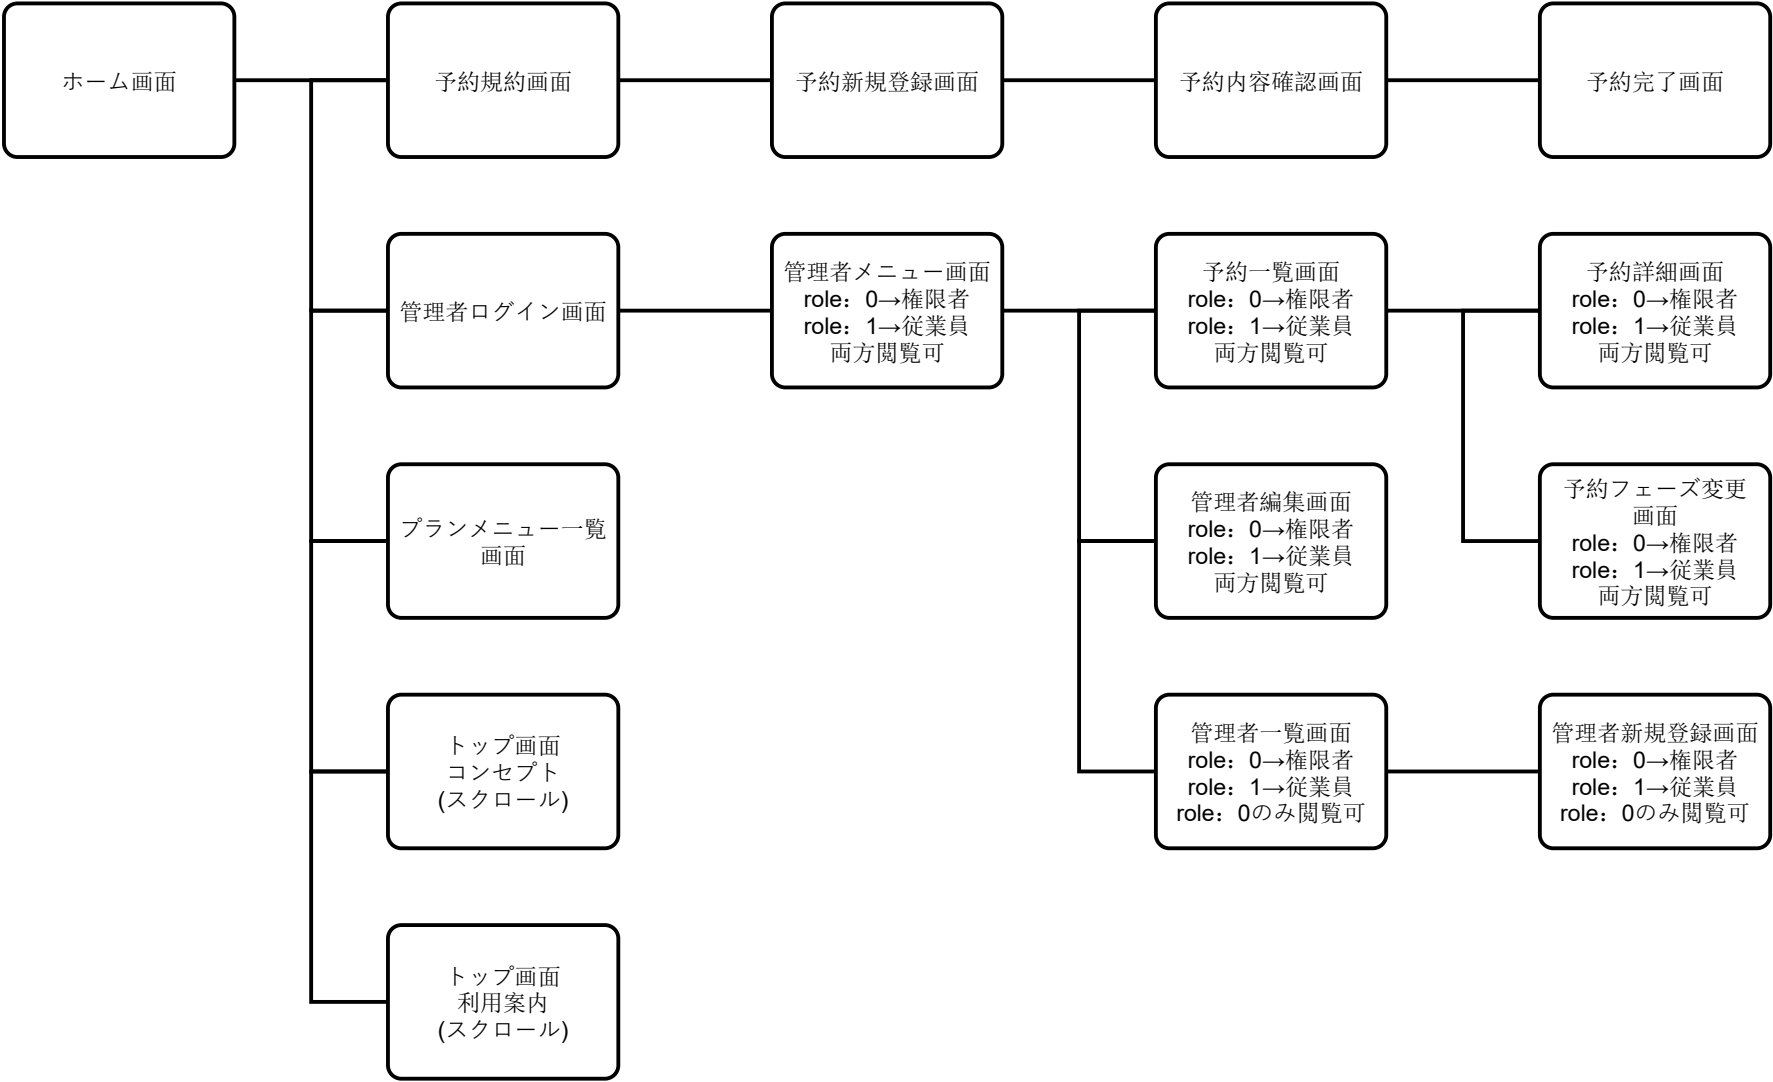 ホーム画面
予約規約画面
予約新規登録画面
予約内容確認画面
予約完了画面
管理者ログイン画面
管理者メニュー画面
role：0→権限者
role：1→従業員
両方閲覧可
予約一覧画面
role：0→権限者
role：1→従業員
両方閲覧可
予約詳細画面
role：0→権限者
role：1→従業員
両方閲覧可
プランメニュー一覧
画面
管理者編集画面
role：0→権限者
role：1→従業員
両方閲覧可
予約フェーズ変更
画面
role：0→権限者
role：1→従業員
両方閲覧可
トップ画面
コンセプト
(スクロール)
管理者一覧画面
role：0→権限者
role：1→従業員
role：0のみ閲覧可
管理者新規登録画面
role：0→権限者
role：1→従業員
role：0のみ閲覧可
トップ画面
利用案内
(スクロール)